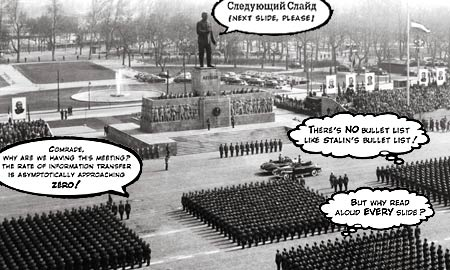 Следующий Слайд
(NEXT SLIDE, PLEASE)
THERE'S NO BULLET LIST
LIKE STALIN'S BULLET LIST!
COMRADE,
WHY ARE WE HAVING THIS MEETING?
THE RATE OF INFORMATION TRANSFER
IS ASYMPTOTICALLY APPROACHING
ZERO!
BUT WHY READ
ALOUD EVERY SLIDE?